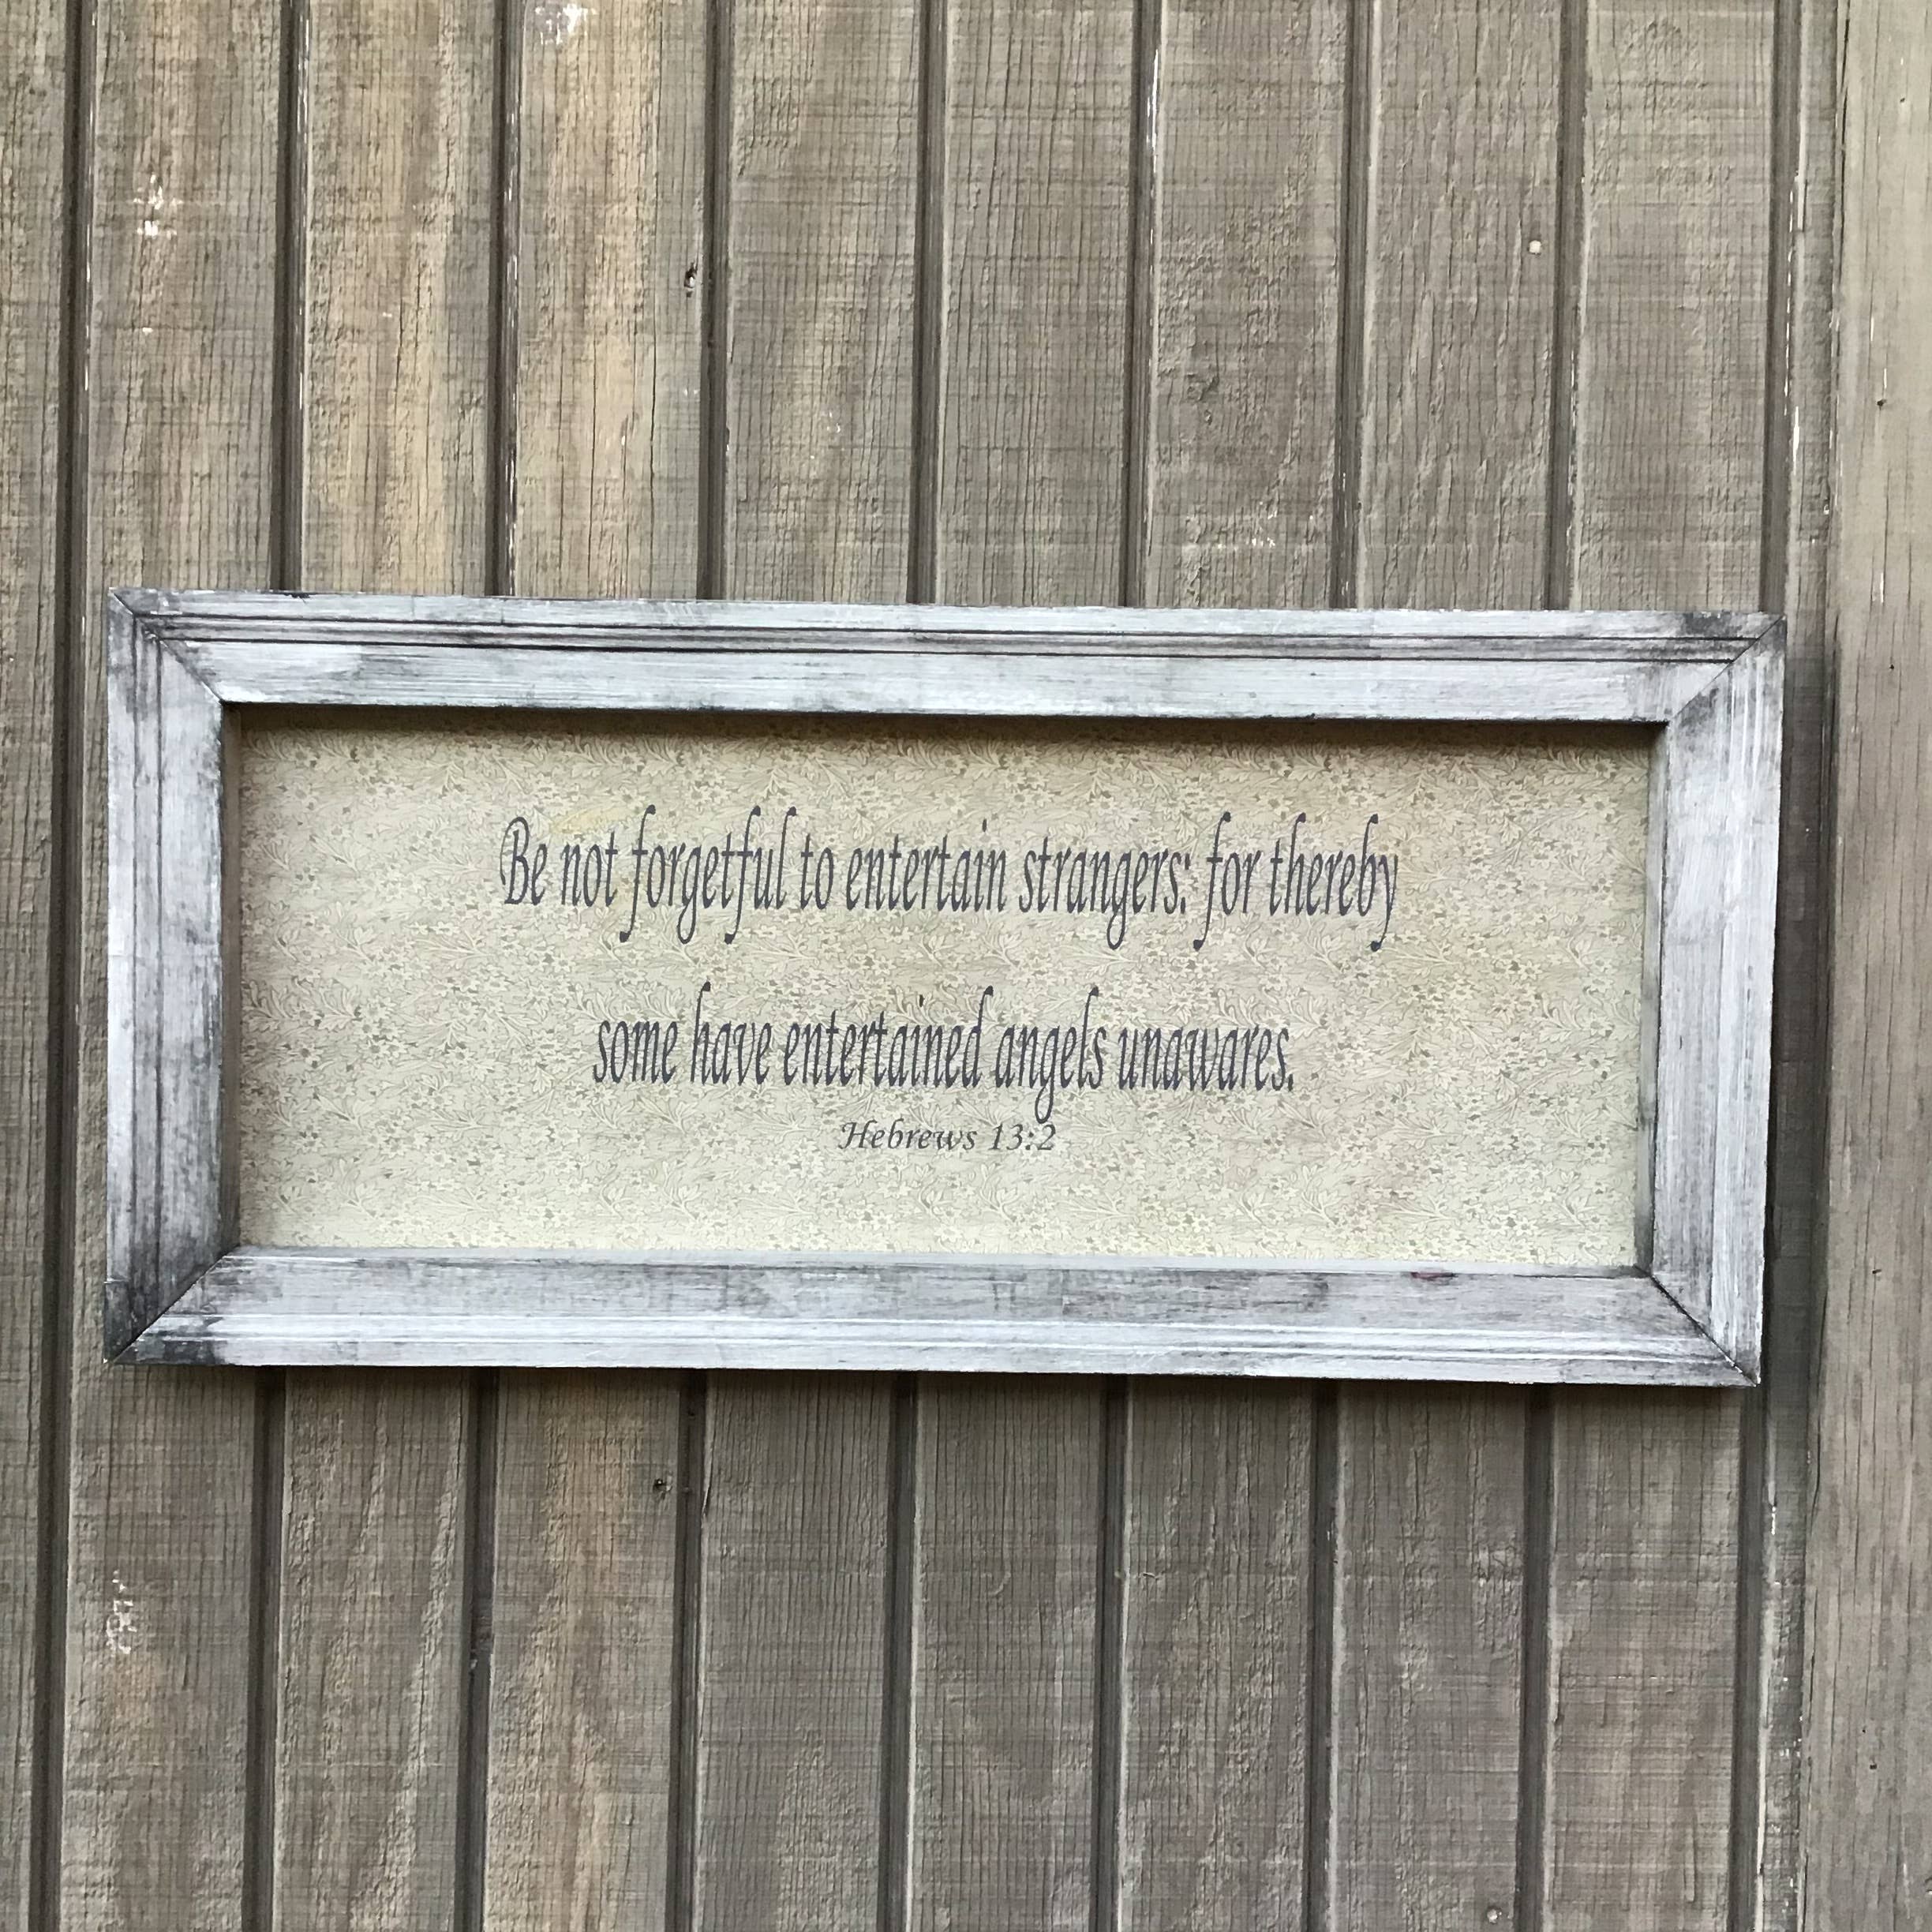 Be not forgetful to entertain strangers: for thereby
some have entertained angels unawares.
Hebrews 13:2